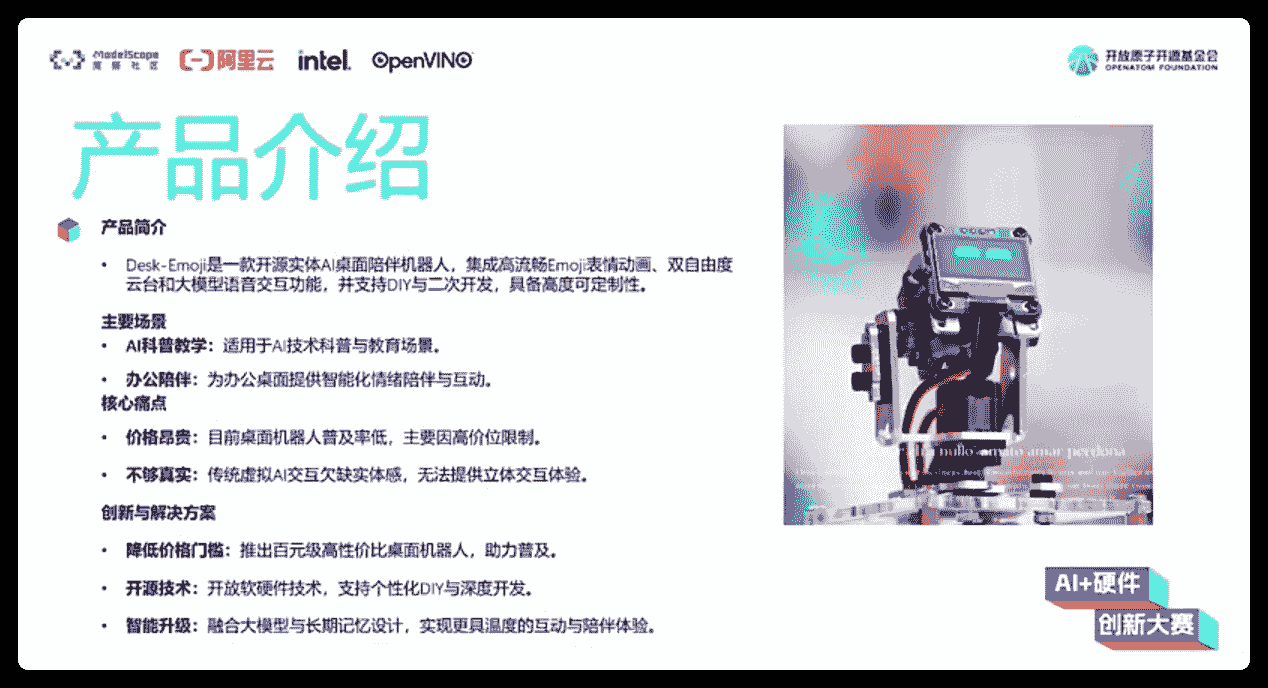 ModelScope
魔搭社区
阿里云
intel.
OpenVINO
开放原子开源基金会
OPENATOM FOUNDATION
产品介绍
产品简介
• Desk-Emoji是一款开源实体AI桌面陪伴机器人，集成高流畅Emoji表情动画、双自由度
云台和大模型语音交互功能，并支持DIY与二次开发，具备高度可定制性。
主要场景
• AI科普教学：适用于AI技术科普与教育场景。
• 办公陪伴：为办公桌面提供智能化情绪陪伴与互动。
核心痛点
• 价格昂贵：目前桌面机器人普及率低，主要因高价位限制。
• 不够真实：传统虚拟AI交互欠缺实体感，无法提供立体交互体验。
创新与解决方案
• 降低价格门槛：推出百元级高性价比桌面机器人，助力普及。
• 开源技术：开放软硬件技术，支持个性化DIY与深度开发。
• 智能升级：融合大模型与长期记忆设计，实现更具温度的互动与陪伴体验。
nullo amato amar perdona
AI+硬件
创新大赛